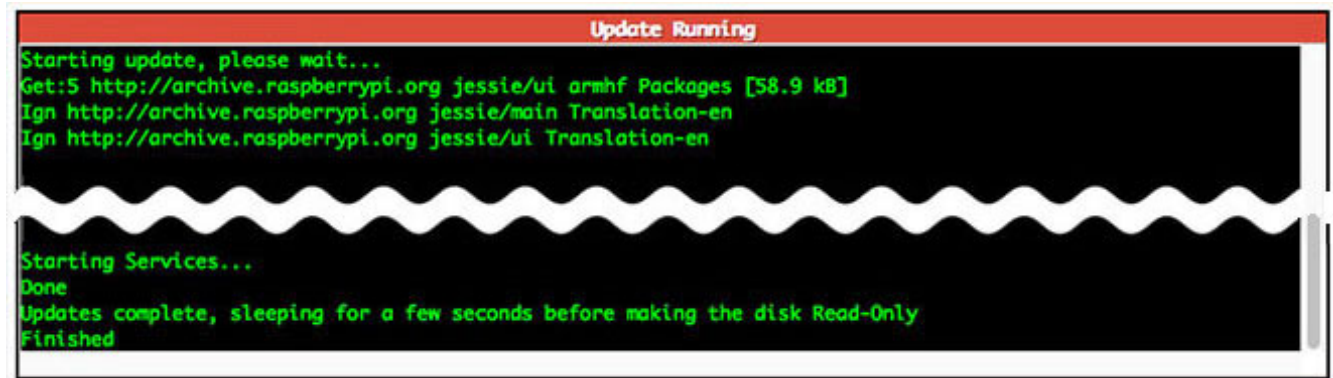 Update Running
Starting update, please wait...
Get:5 http://archive.raspberrypi.org jessie/ui armhf Packages [58.9 kB]
Ign http://archive.raspberrypi.org jessie/main Translation-en
Ign http://archive.raspberrypi.org jessie/ui Translation-en
Starting Services...
Done
Updates complete, sleeping for a few seconds before making the disk Read-Only
Finished